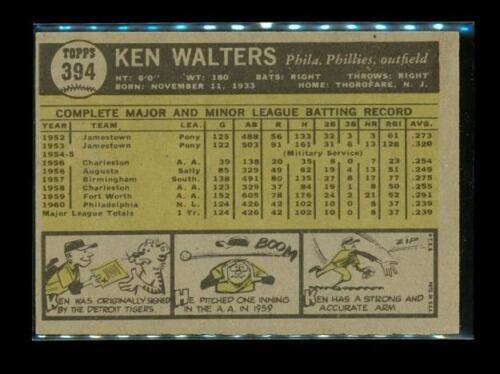 TOPPS
394
KEN WALTERS Phila. Phillies, outfield
HT: 6'0" WT: 180 BATS: RIGHT THROWS: RIGHT
BORN: NOVEMBER 11, 1933 HOME: THOROFARE, N. J.
COMPLETE MAJOR AND MINOR LEAGUE BATTING RECORD
YEAR TEAM LEA. G AB R H 2B 3B HR RBI AVG.
1952 Jamestown Pony 125 488 56 133 32 3 3 61 .273
1953 Jamestown Pony 122 503 91 161 31 6 13 128 .320
1954-5 (Military Service)
1956 Charleston A. A. 39 138 20 35 8 0 7 23 .254
1956 Augusta Sally 85 329 49 86 24 4 13 51 .261
1957 Birmingham South. 138 491 80 135 27 8 17 77 .275
1958 Charleston A. A. 123 329 37 84 19 1 8 50 .255
1959 Fort Worth A. A. 152 605 78 176 24 2 21 92 .291
1960 Philadelphia N. L. 124 426 42 102 10 0 8 37 .239
Major League Totals 1 Yr. 124 426 42 102 10 0 8 37 .239
KEN WAS ORIGINALLY SIGNED
BY THE DETROIT TIGERS
BOOM
HE PITCHED ONE INNING
IN THE A.A. IN 1959
ZIP
KEN HAS A STRONG AND
ACCURATE ARM